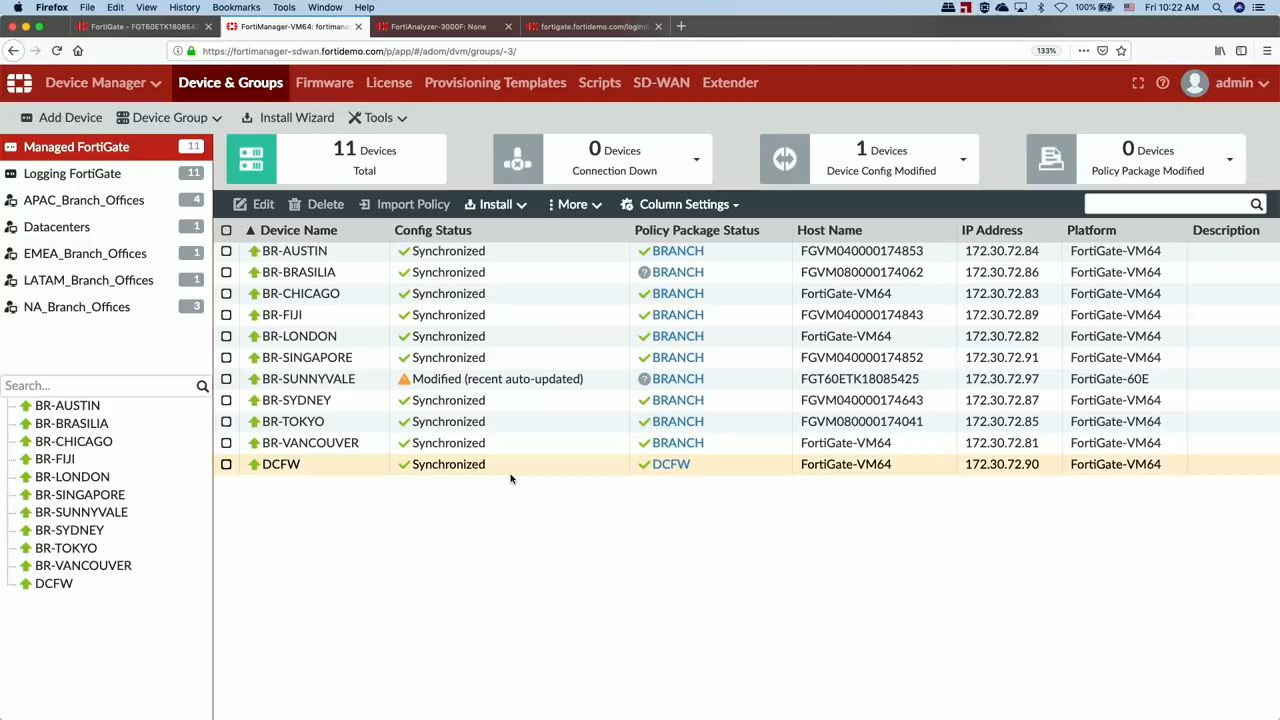 Firefox File Edit View History Bookmarks Tools Window Help 100% Fri 10:22 AM
FortiGate - FGT60ETK18085425 FortiManager-VM64: fortimana FortiAnalyzer-3000F: None fortigate.fortidemo.com/login
https://fortimanager-sdwan.fortidemo.com/p/app/#/adom/dvm/groups/-3/ 133%
Device Manager Device & Groups Firmware License Provisioning Templates Scripts SD-WAN Extender admin
Add Device Device Group Install Wizard Tools
Managed FortiGate 11
Logging FortiGate 11
APAC_Branch_Offices 4
Datacenters 1
EMEA_Branch_Offices 1
LATAM_Branch_Offices 1
NA_Branch_Offices 3
Search...
BR-AUSTIN
BR-BRASILIA
BR-CHICAGO
BR-FIJI
BR-LONDON
BR-SINGAPORE
BR-SUNNYVALE
BR-SYDNEY
BR-TOKYO
BR-VANCOUVER
DCFW
11 Devices
Total
0 Devices
Connection Down
1 Devices
Device Config Modified
0 Devices
Policy Package Modified
Edit Delete Import Policy Install More Column Settings
Device Name Config Status Policy Package Status Host Name IP Address Platform Description
BR-AUSTIN Synchronized BRANCH FGVM040000174853 172.30.72.84 FortiGate-VM64
BR-BRASILIA Synchronized BRANCH FGVM080000174062 172.30.72.86 FortiGate-VM64
BR-CHICAGO Synchronized BRANCH FortiGate-VM64 172.30.72.83 FortiGate-VM64
BR-FIJI Synchronized BRANCH FGVM040000174843 172.30.72.89 FortiGate-VM64
BR-LONDON Synchronized BRANCH FortiGate-VM64 172.30.72.82 FortiGate-VM64
BR-SINGAPORE Synchronized BRANCH FGVM040000174852 172.30.72.91 FortiGate-VM64
BR-SUNNYVALE Modified (recent auto-updated) BRANCH FGT60ETK18085425 172.30.72.97 FortiGate-60E
BR-SYDNEY Synchronized BRANCH FGVM040000174643 172.30.72.87 FortiGate-VM64
BR-TOKYO Synchronized BRANCH FGVM080000174041 172.30.72.85 FortiGate-VM64
BR-VANCOUVER Synchronized BRANCH FortiGate-VM64 172.30.72.81 FortiGate-VM64
DCFW Synchronized DCFW FortiGate-VM64 172.30.72.90 FortiGate-VM64